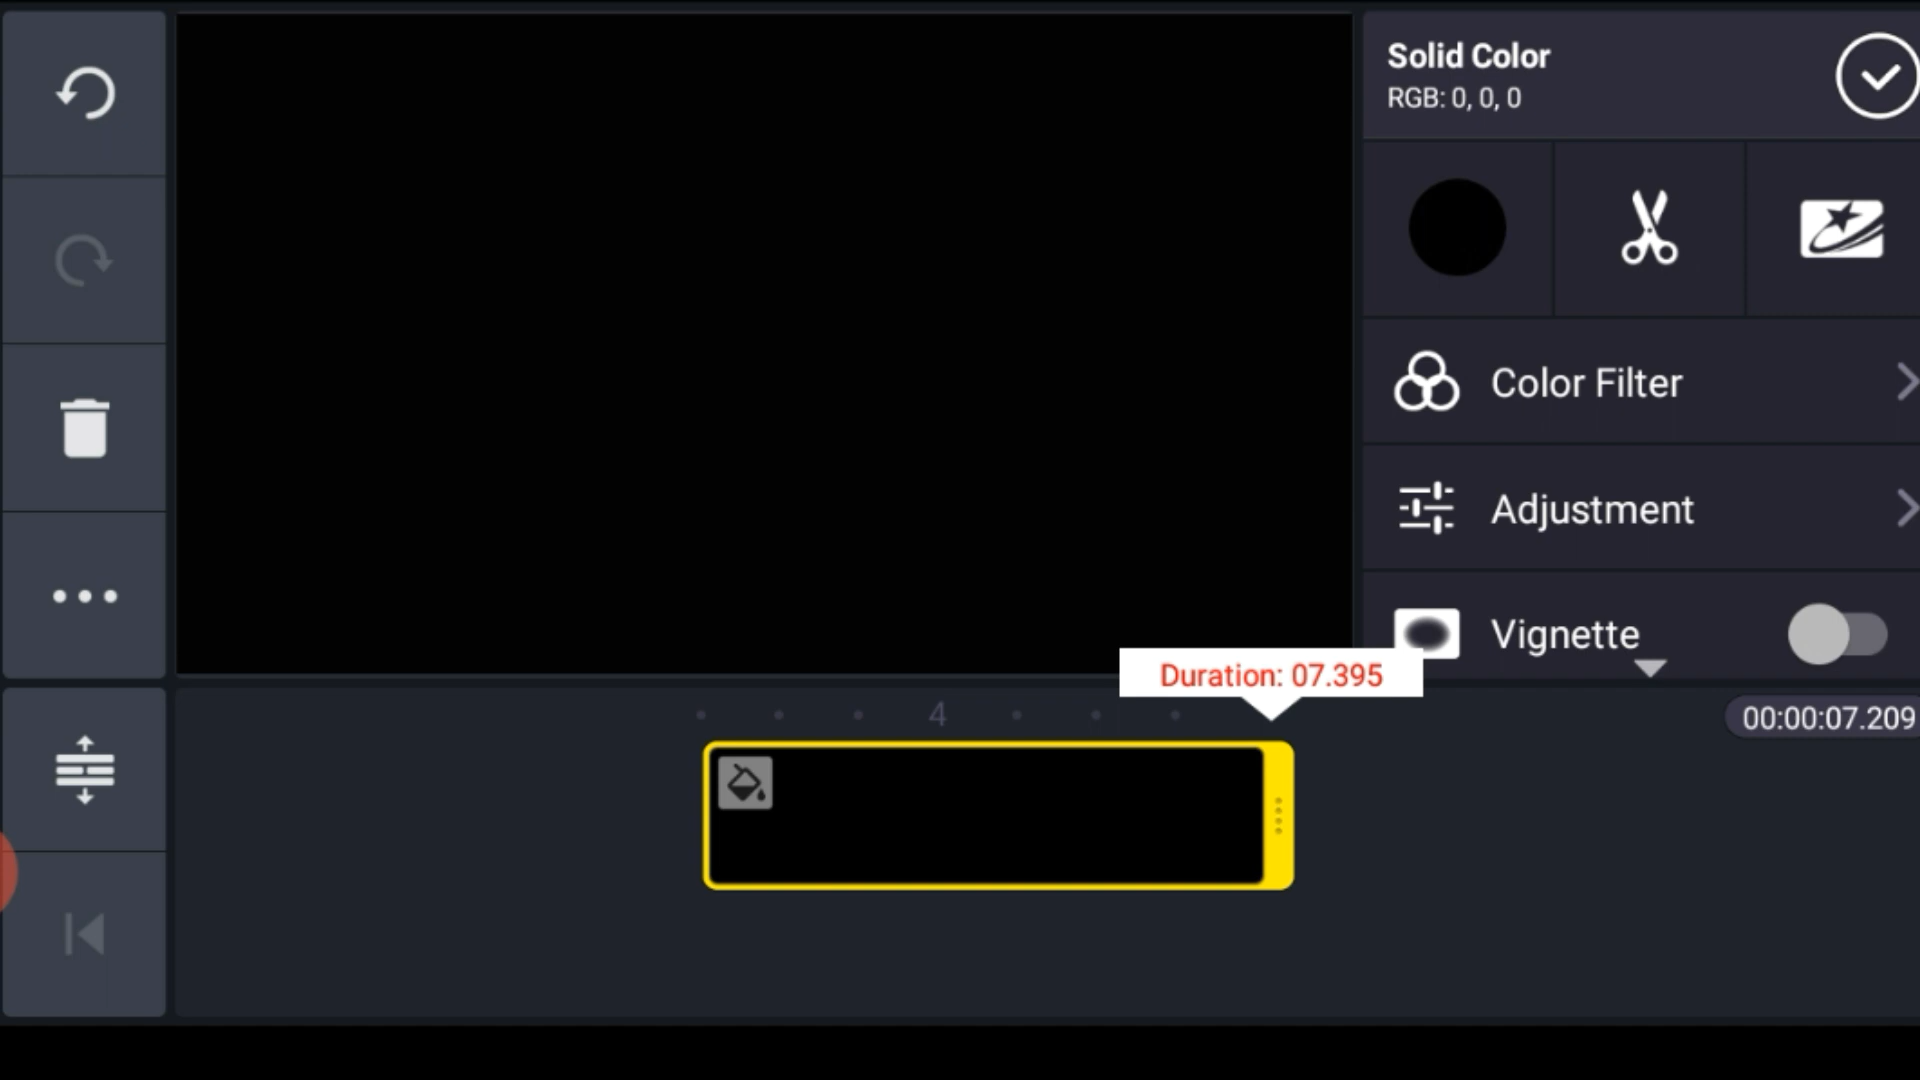 Solid Color
RGB: 0, 0, 0
Color Filter
Adjustment
Vignette
Duration: 07.395
4
00:00:07.209